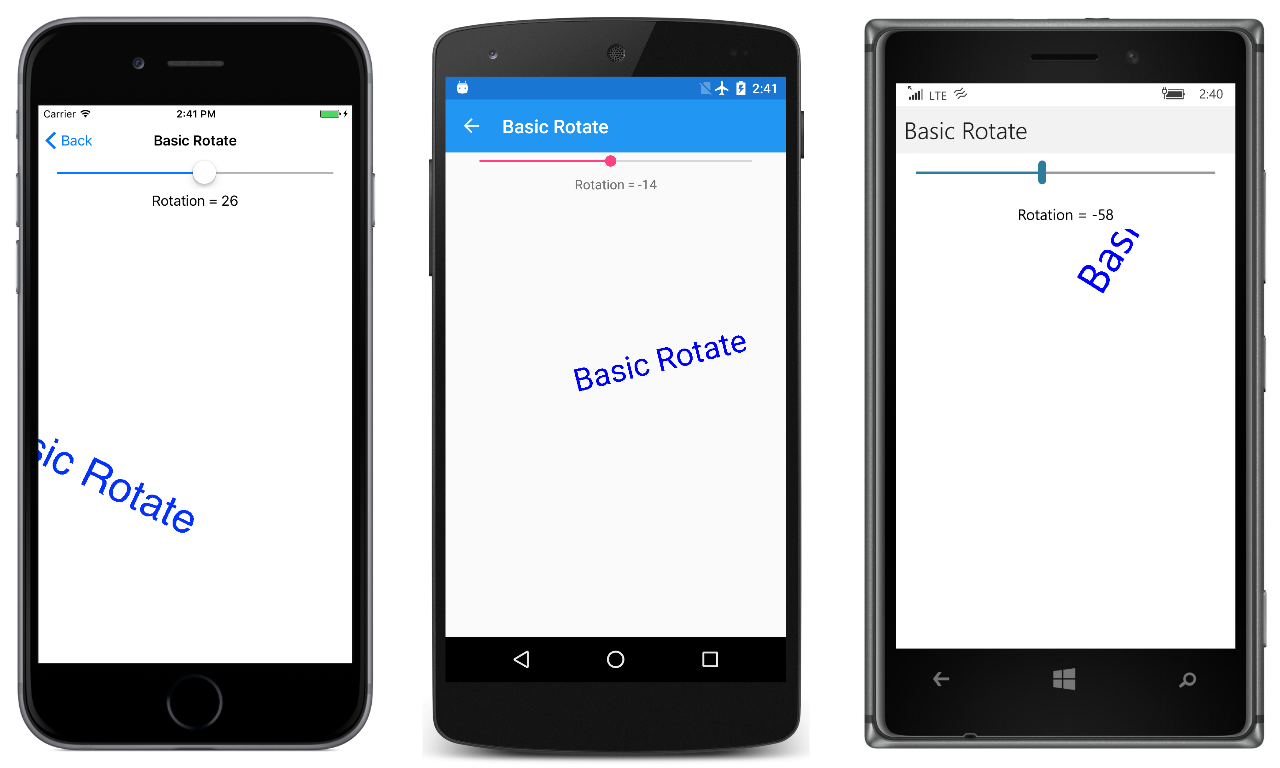 Carrier 2:41 PM
Back Basic Rotate
Rotation = 26
sic Rotate
2:41
Basic Rotate
Rotation = -14
Basic Rotate
LTE 2:40
Basic Rotate
Rotation = -58
Basi